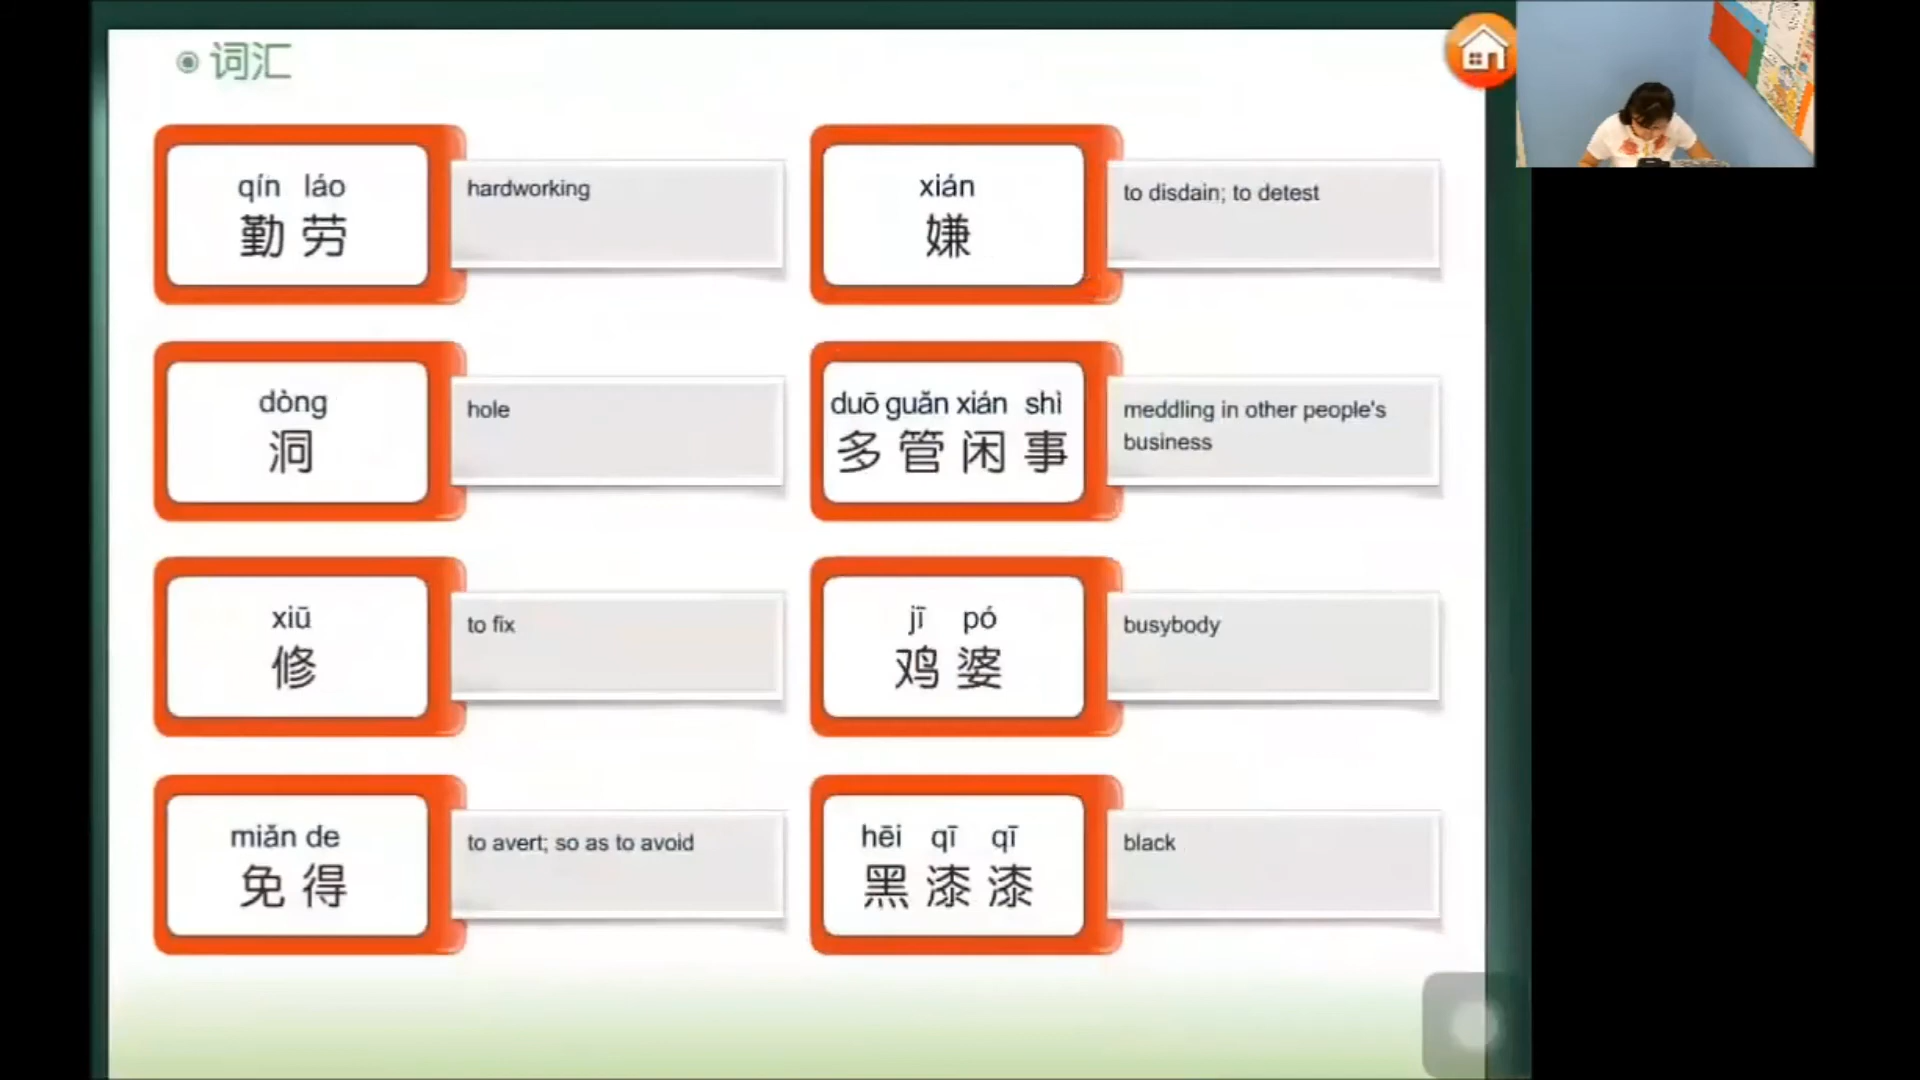 词汇
qín láo
勤劳
hardworking
xián
嫌
to disdain; to detest
dòng
洞
hole
duō guǎn xián shì
多管闲事
meddling in other people's
business
xiū
修
to fix
jī pó
鸡婆
busybody
miǎn de
免得
to avert; so as to avoid
hēi qī qī
黑漆漆
black